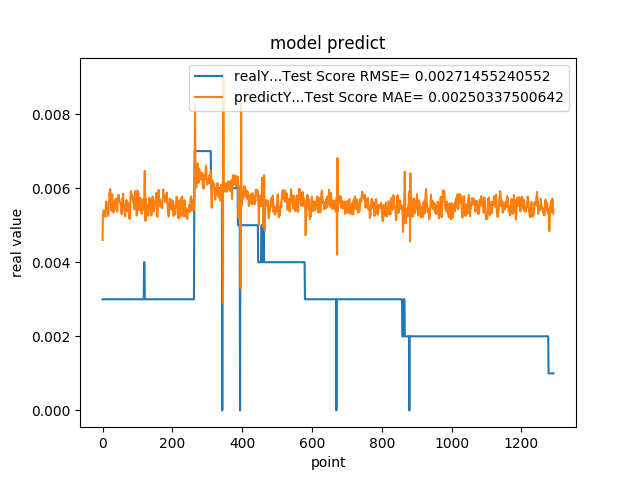 model predict
realY...Test Score RMSE= 0.00271455240552
predictY...Test Score MAE= 0.00250337500642
0.008
0.006
0.004
0.002
0.000
real value
0 200 400 600 800 1000 1200
point